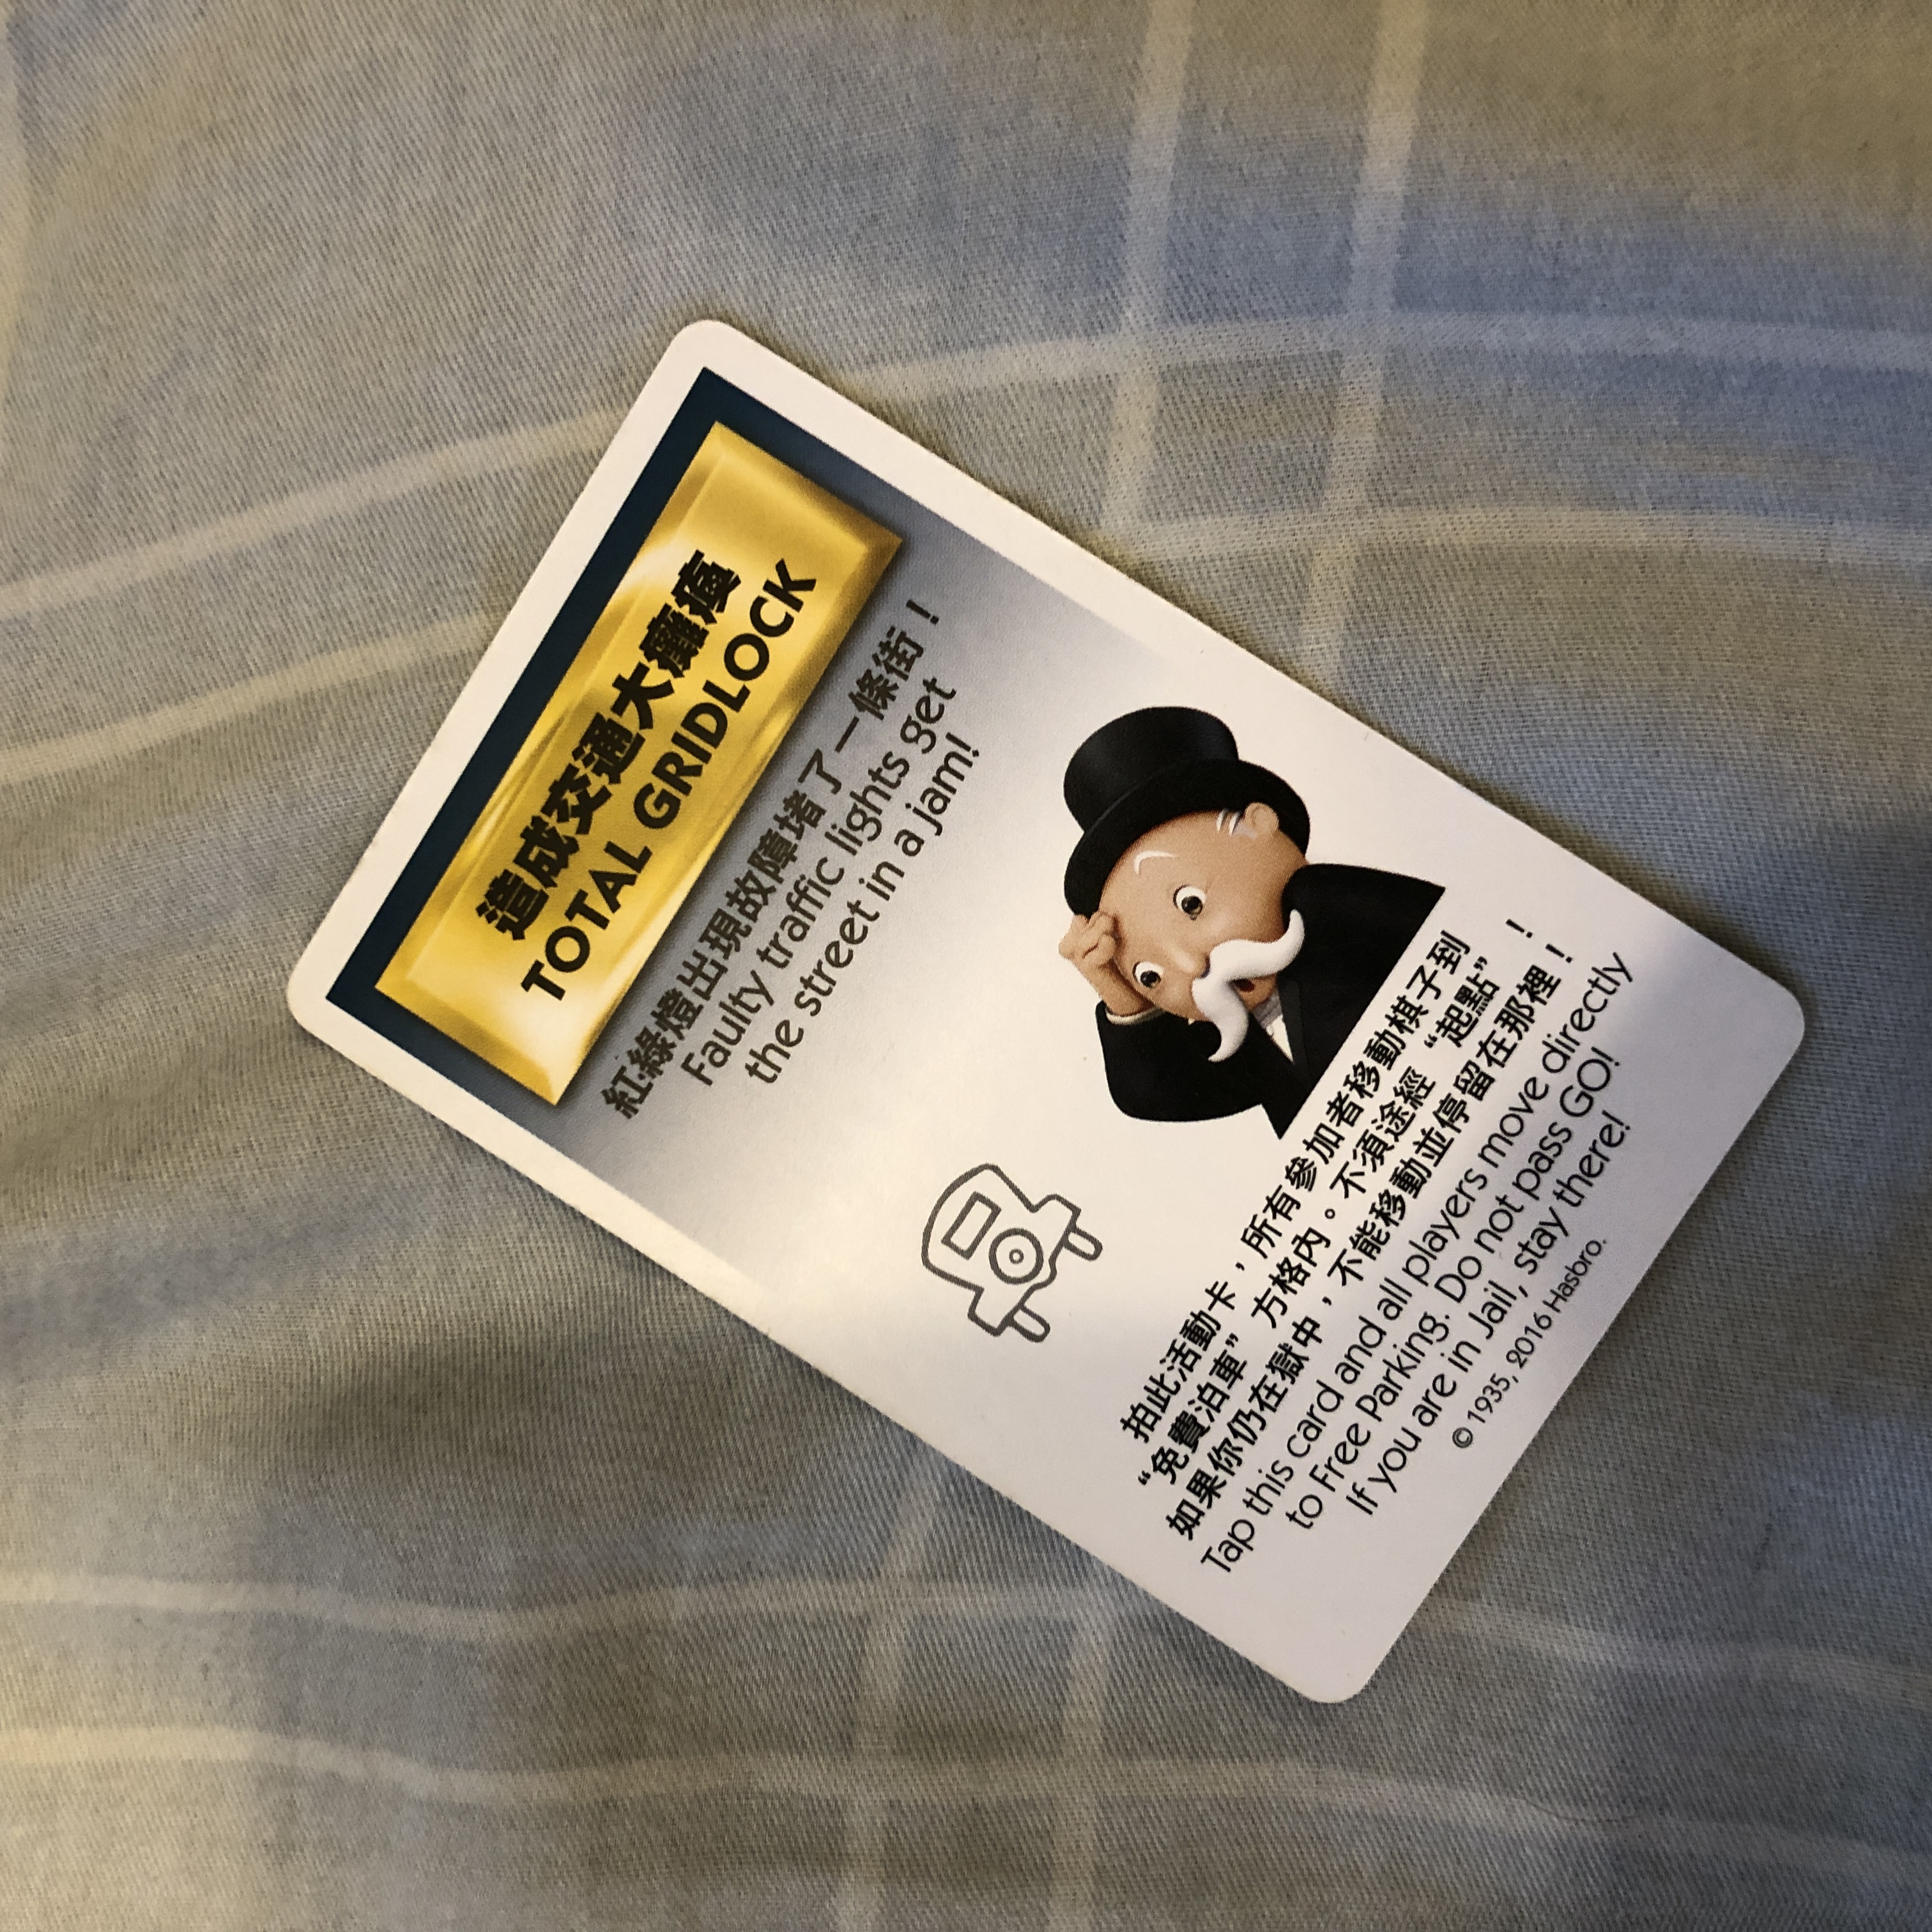 造成交通大癱瘓
TOTAL GRIDLOCK
紅綠燈出現故障堵了一條街！
Faulty traffic lights get
the street in a jam!
拍此活動卡，所有參加者移動棋子到
“免費泊車”方格內。不須途經“起點”！
如果你仍在獄中，不能移動並停留在那裡！
Tap this card and all players move directly
to Free Parking. Do not pass GO!
If you are in Jail, stay there!
© 1935, 2016 Hasbro.